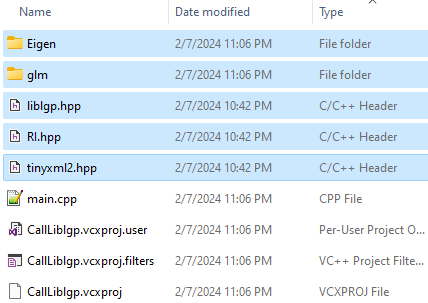 Name Date modified Type
Eigen 2/7/2024 11:06 PM File folder
glm 2/7/2024 11:06 PM File folder
liblgp.hpp 2/7/2024 10:42 PM C/C++ Header
RI.hpp 2/7/2024 10:42 PM C/C++ Header
tinyxml2.hpp 2/7/2024 10:42 PM C/C++ Header
main.cpp 2/7/2024 11:06 PM CPP File
CallLiblgp.vcxproj.user 2/7/2024 11:06 PM Per-User Project O...
CallLiblgp.vcxproj.filters 2/7/2024 11:06 PM VC++ Project Filte...
CallLiblgp.vcxproj 2/7/2024 11:06 PM VCXPROJ File